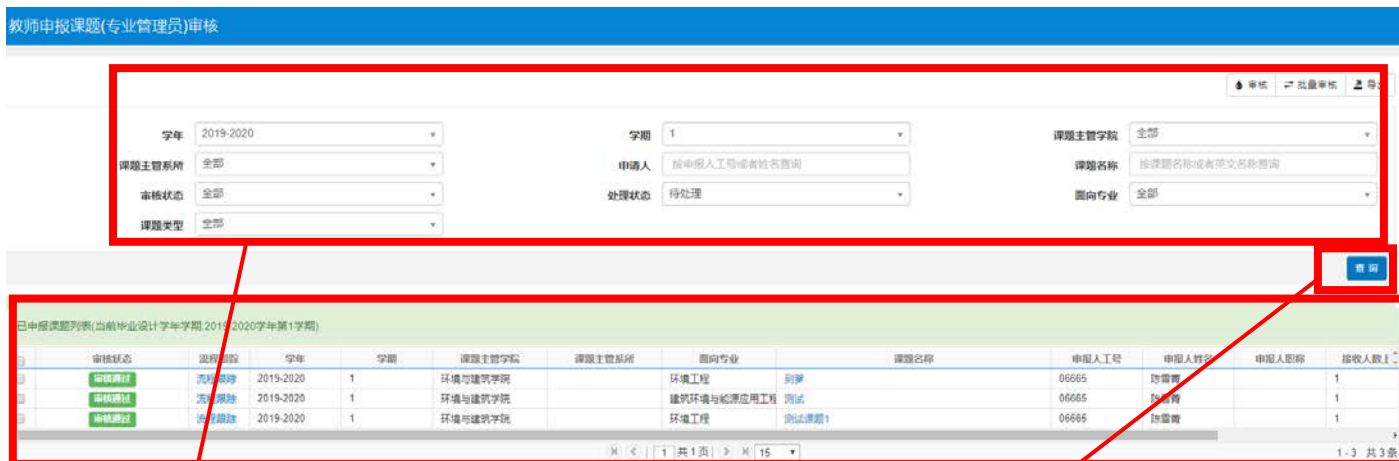 教师申报课题(专业管理员)审核
审核 批量审核 导出
学年 2019-2020 学期 1 课题主管学院 全部
课题主管系所 全部 申请人 按申报人工号或者姓名查询 课题名称 按课题名称或者英文名称查询
审核状态 全部 处理状态 待处理 面向专业 全部
课题类型 全部
查 询
已申报课题列表(当前毕业设计学年学期:2019-2020学年第1学期)
审核状态 流程跟踪 学年 学期 课题主管学院 课题主管系所 面向专业 课题名称 申报人工号 申报人姓名 申报人职称 接收人数上
审核通过 流程跟踪 2019-2020 1 环境与建筑学院 环境工程 06665 1
审核通过 流程跟踪 2019-2020 1 环境与建筑学院 建筑环境与能源应用工程 测试 06665 1
审核通过 流程跟踪 2019-2020 1 环境与建筑学院 环境工程 测试课题1 06665 1
1 共1页 15 1-3 共3条